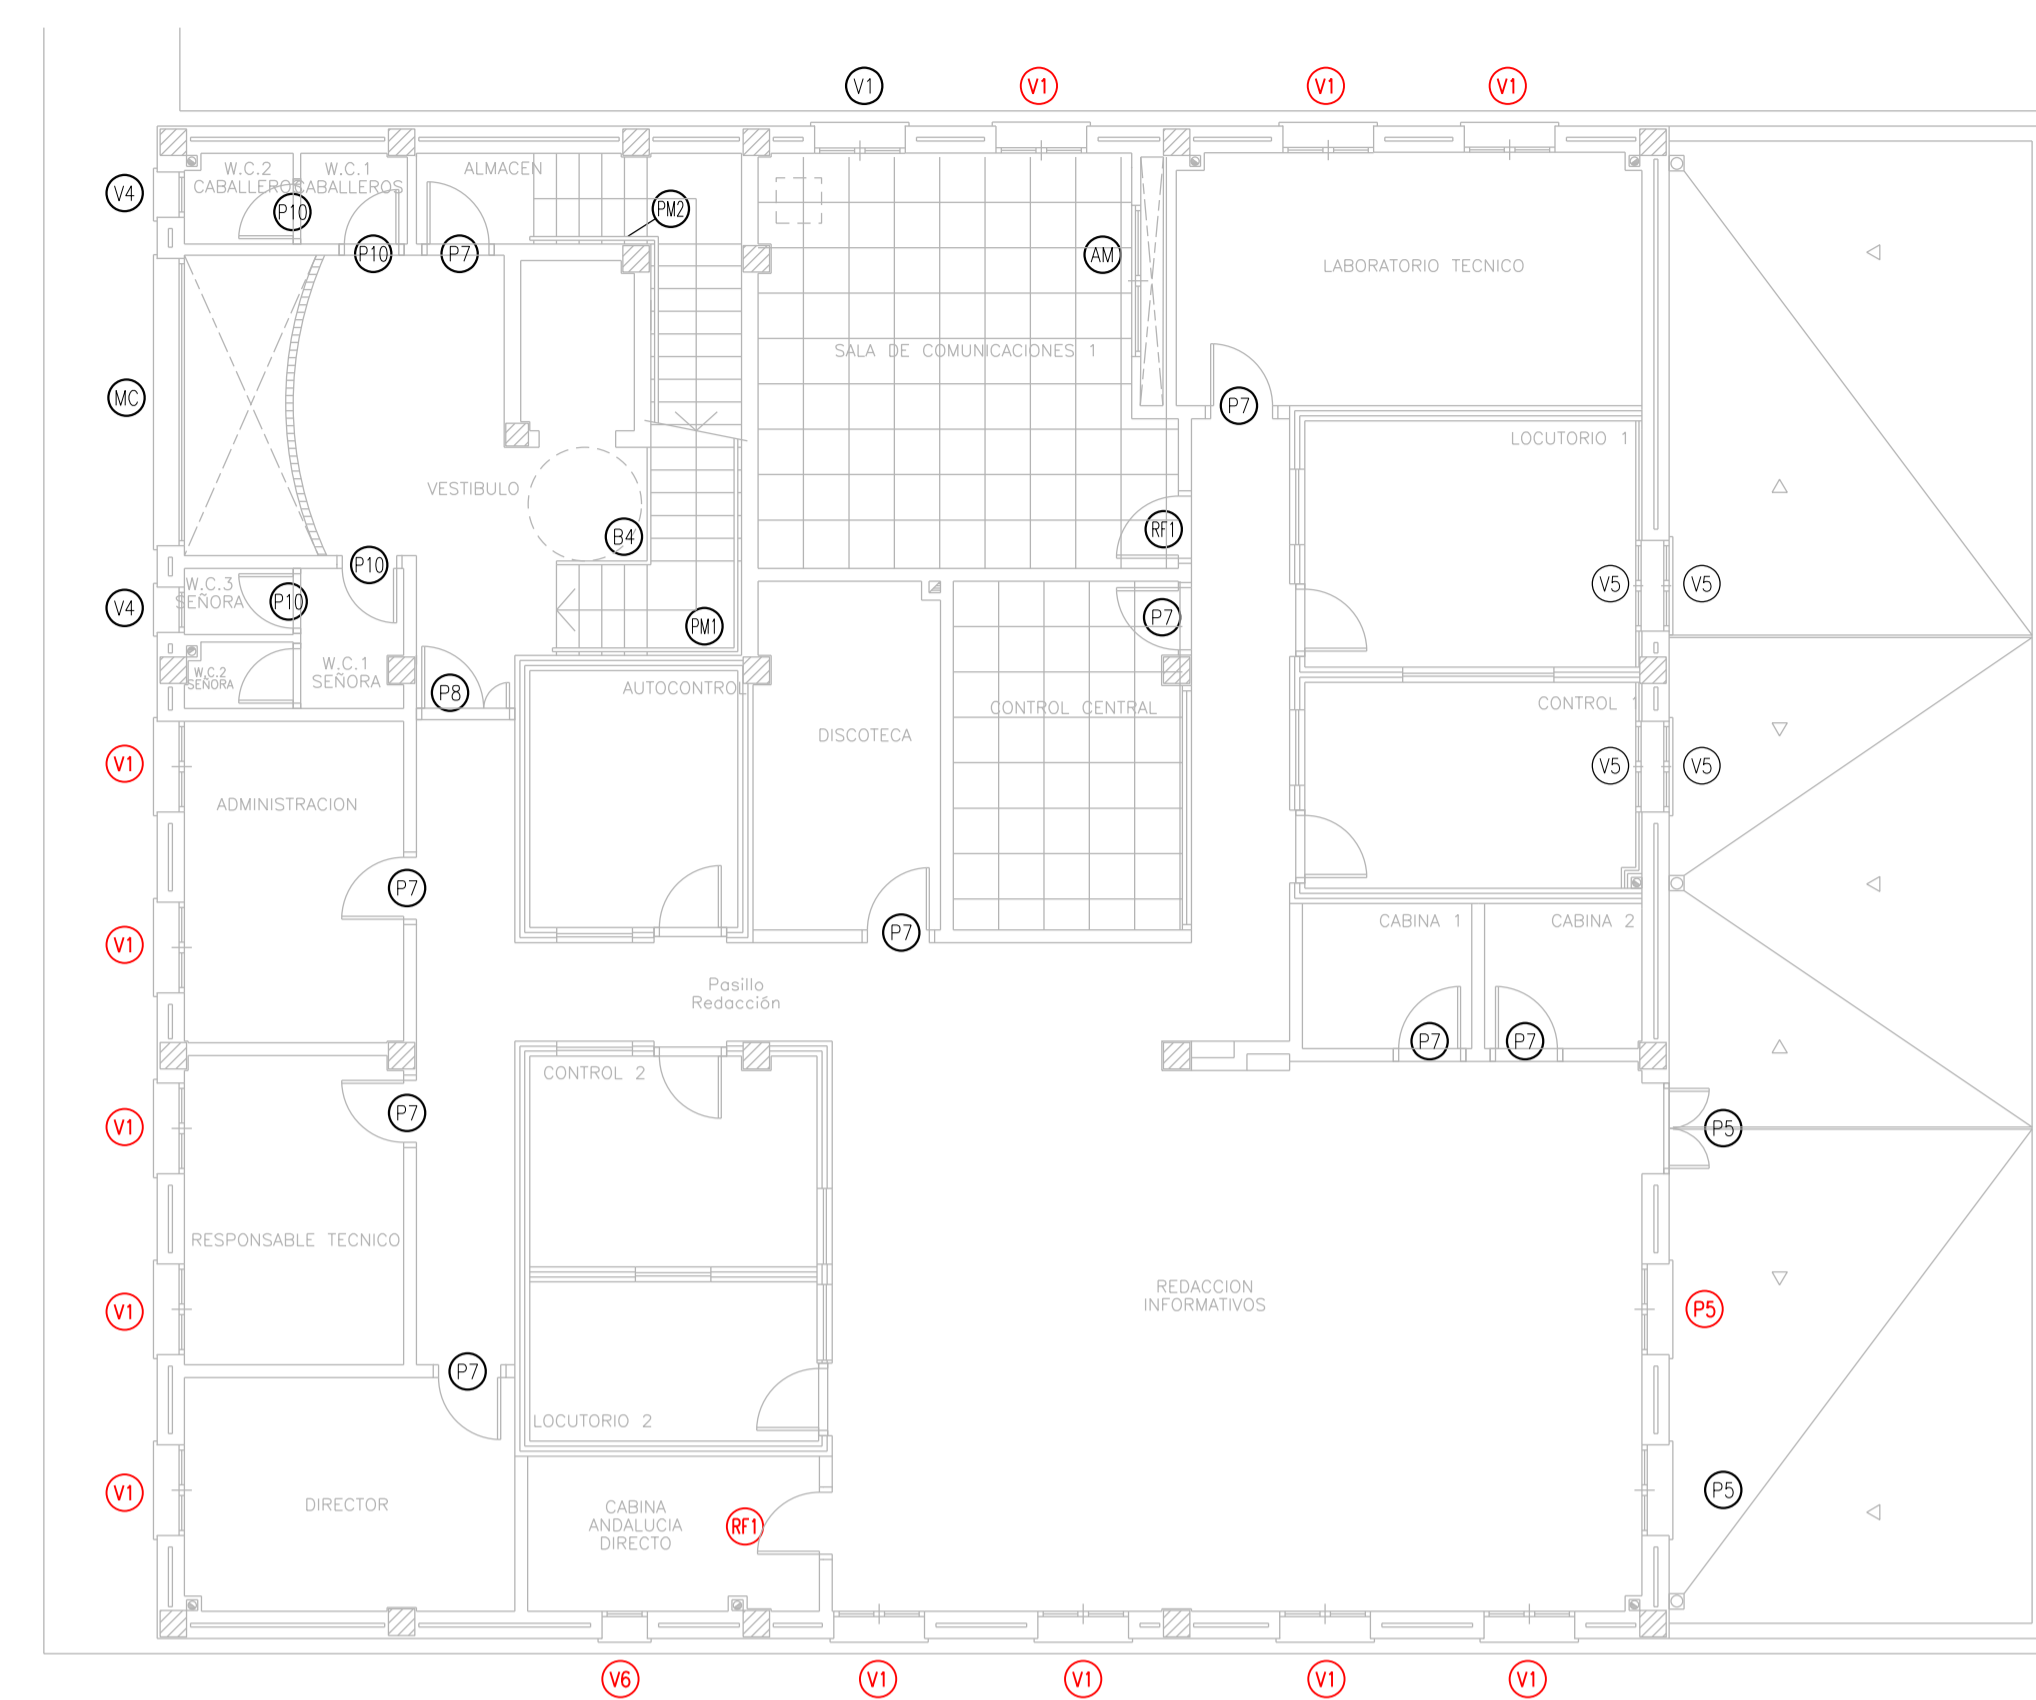 V1
V1
V1
V1
W.C.2
CABALLEROS
W.C.1
CABALLEROS
ALMACEN
V4
P10
PM2
P10
P7
AM
LABORATORIO TECNICO
SALA DE COMUNICACIONES 1
MC
P7
LOCUTORIO 1
VESTIBULO
B4
RF1
P10
W.C.3
SEÑORA
P10
V4
PM1
P7
V5
V5
W.C.2
SEÑORA
W.C.1
SEÑORA
P8
AUTOCONTROL
CONTROL CENTRAL
CONTROL 1
DISCOTECA
V1
V5
V5
ADMINISTRACION
P7
CABINA 1
CABINA 2
P7
V1
Pasillo
Redacción
P7
P7
CONTROL 2
P7
V1
P5
RESPONSABLE TECNICO
REDACCION
INFORMATIVOS
V1
P5
P7
LOCUTORIO 2
V1
DIRECTOR
CABINA
ANDALUCIA
DIRECTO
RF1
P5
V6
V1
V1
V1
V1